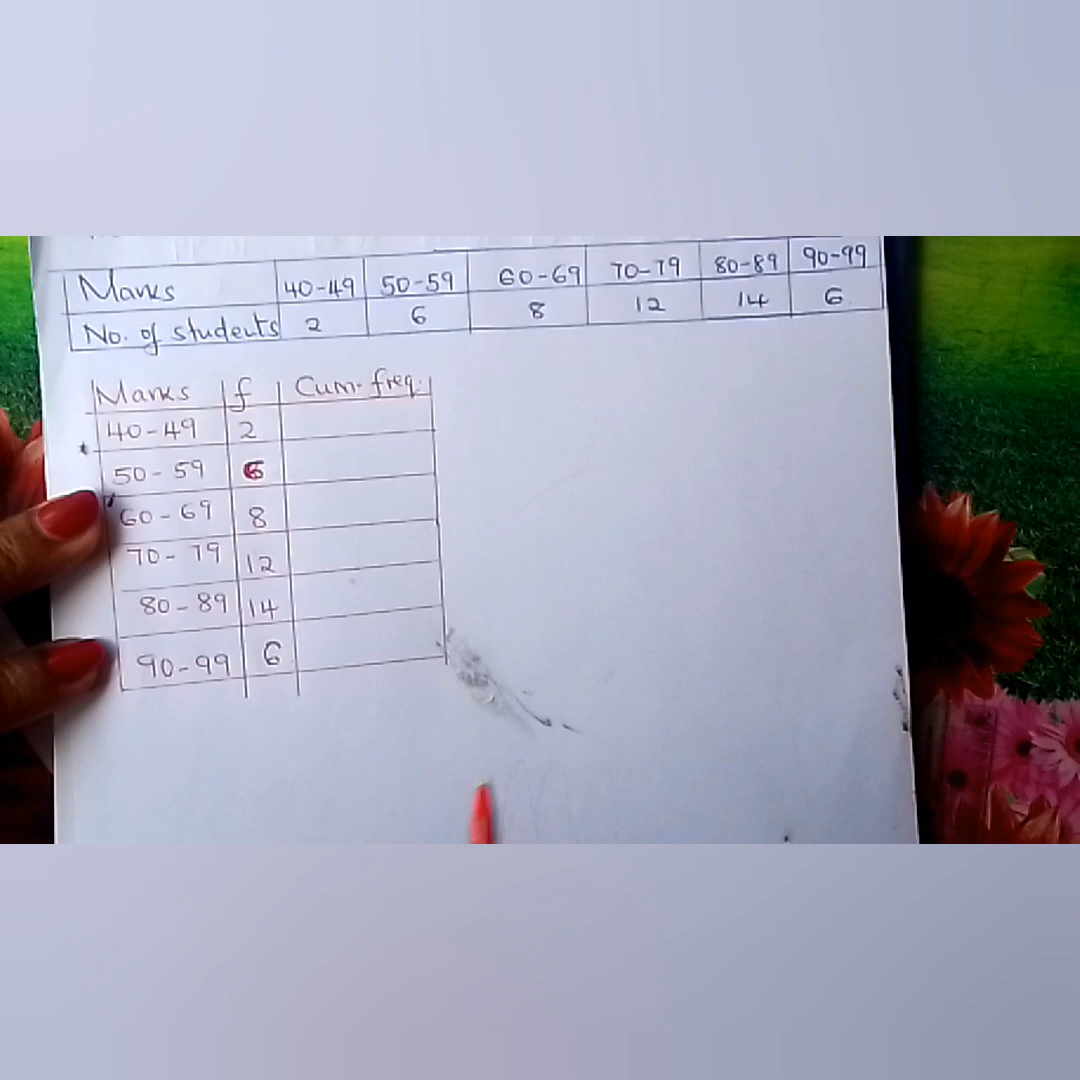 Marks 40-49 50-59 60-69 70-79 80-89 90-99
No. of students 2 6 8 12 14 6
Marks f Cum. freq.
40-49 2
50-59 6
60-69 8
70-79 12
80-89 14
90-99 6